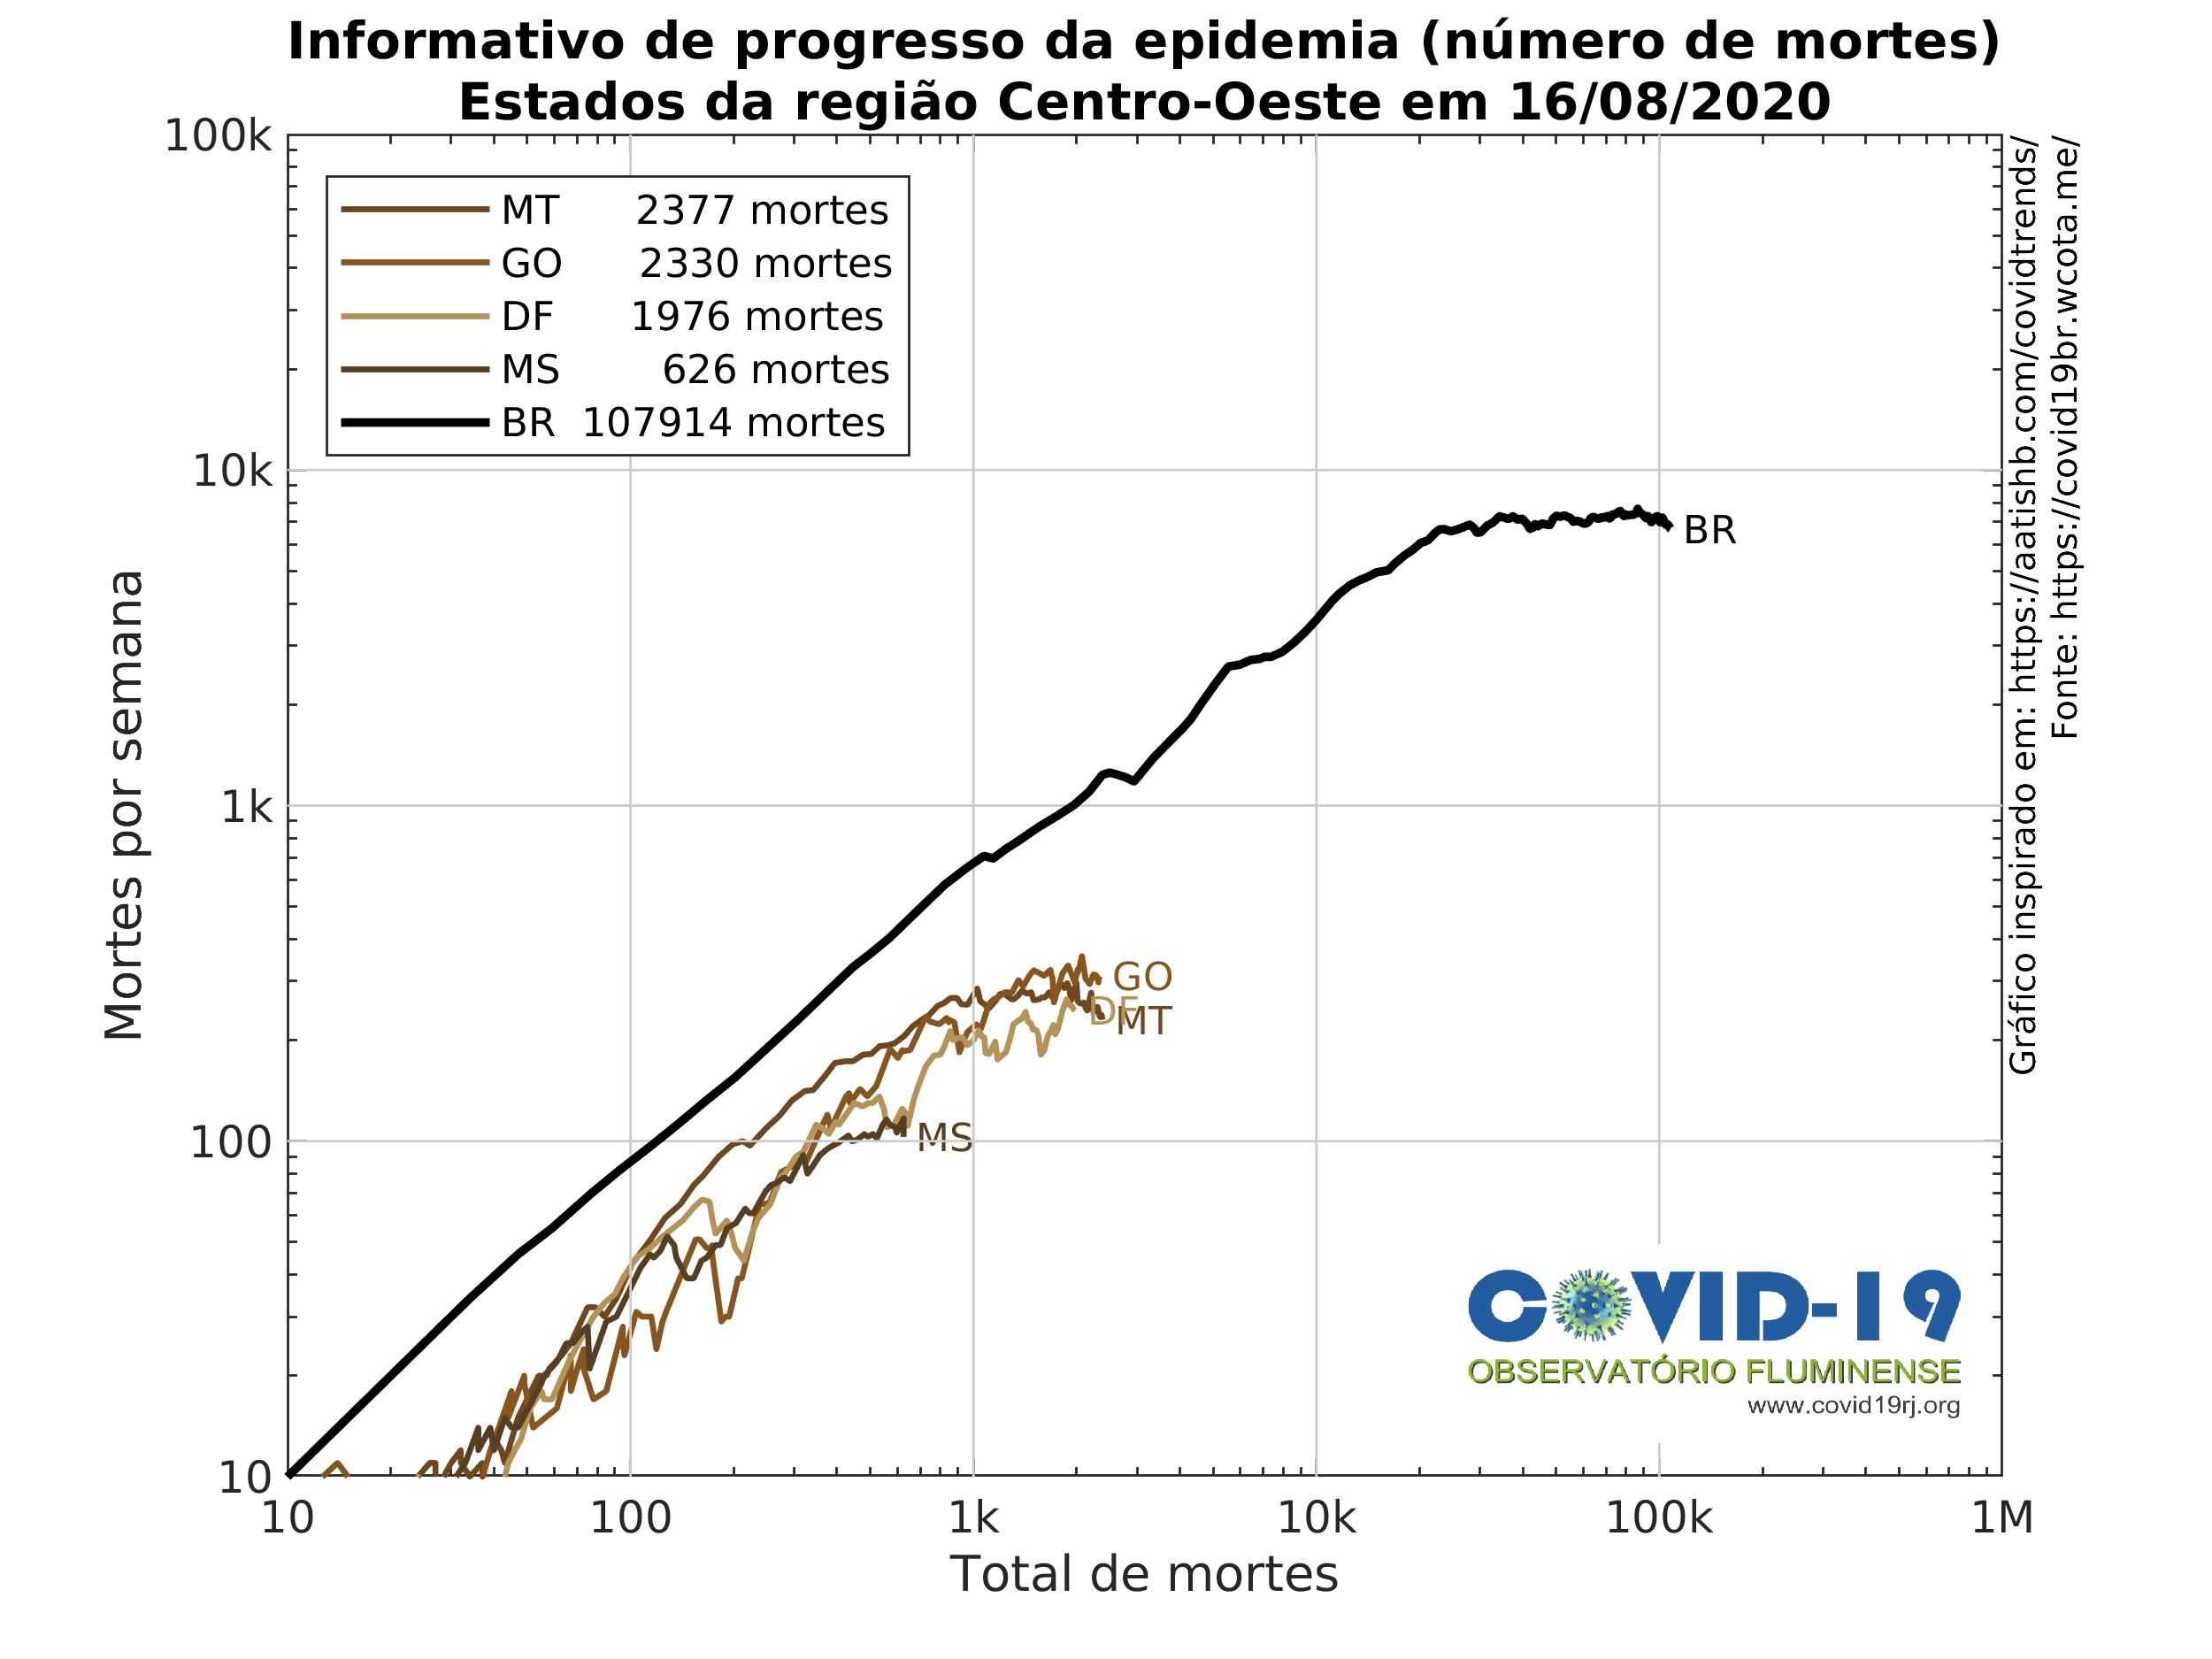 Informativo de progresso da epidemia (número de mortes)
Estados da região Centro-Oeste em 16/08/2020
100k
10k
1k
100
10
Mortes por semana
MT 2377 mortes
GO 2330 mortes
DF 1976 mortes
MS 626 mortes
BR 107914 mortes
BR
GO
DF
MT
MS
10
100
1k
10k
100k
1M
Total de mortes
Gráfico inspirado em: https://aatishb.com/covidtrends/
Fonte: https://covid19br.wcota.me/
COVID-19
OBSERVATÓRIO FLUMINENSE
www.covid19rj.org